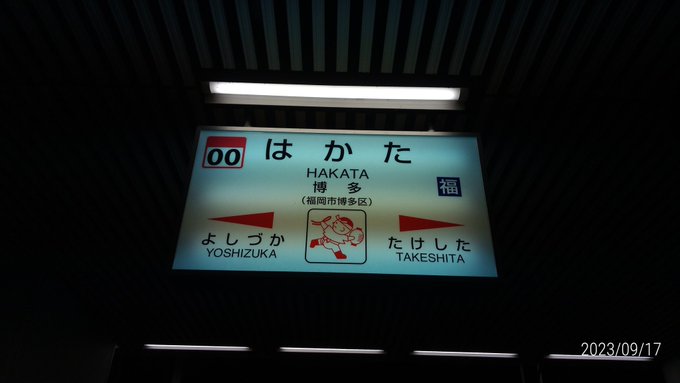 00
はかた
HAKATA
博多
福
(福岡市博多区)
よしづか
YOSHIZUKA
たけした
TAKESHITA
2023/09/17